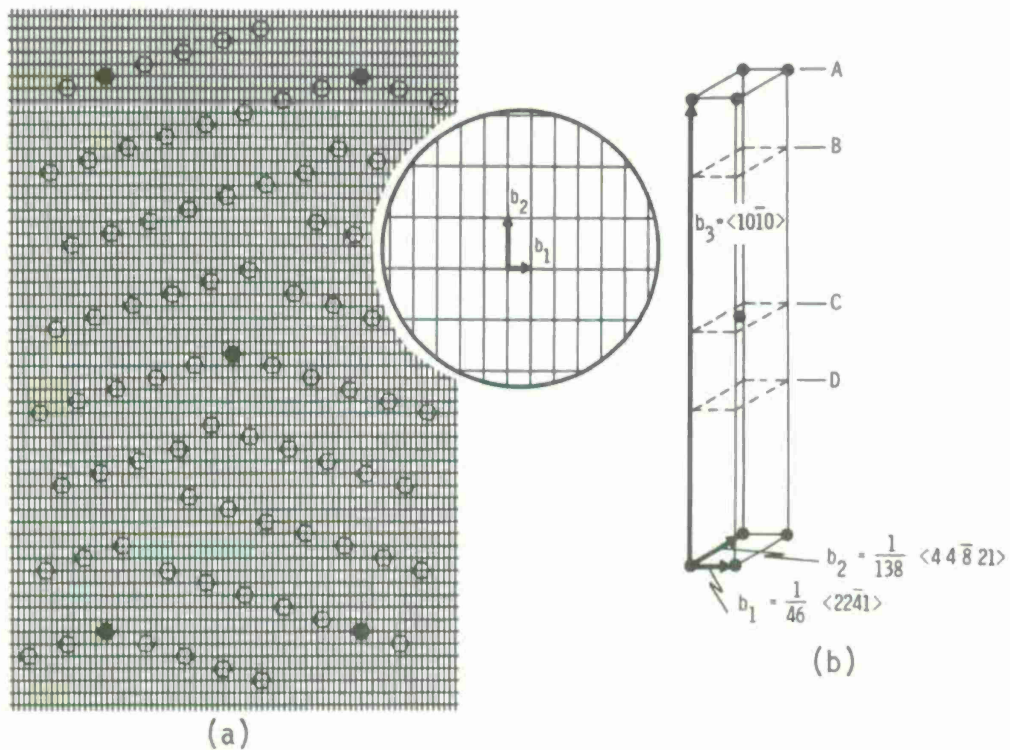 b₂
b₁
(a)
A
B
b₃ = <101̄0>
C
D
b₂ = 1/138 <4 4 8̄ 21>
b₁ = 1/46 <224̄1>
(b)